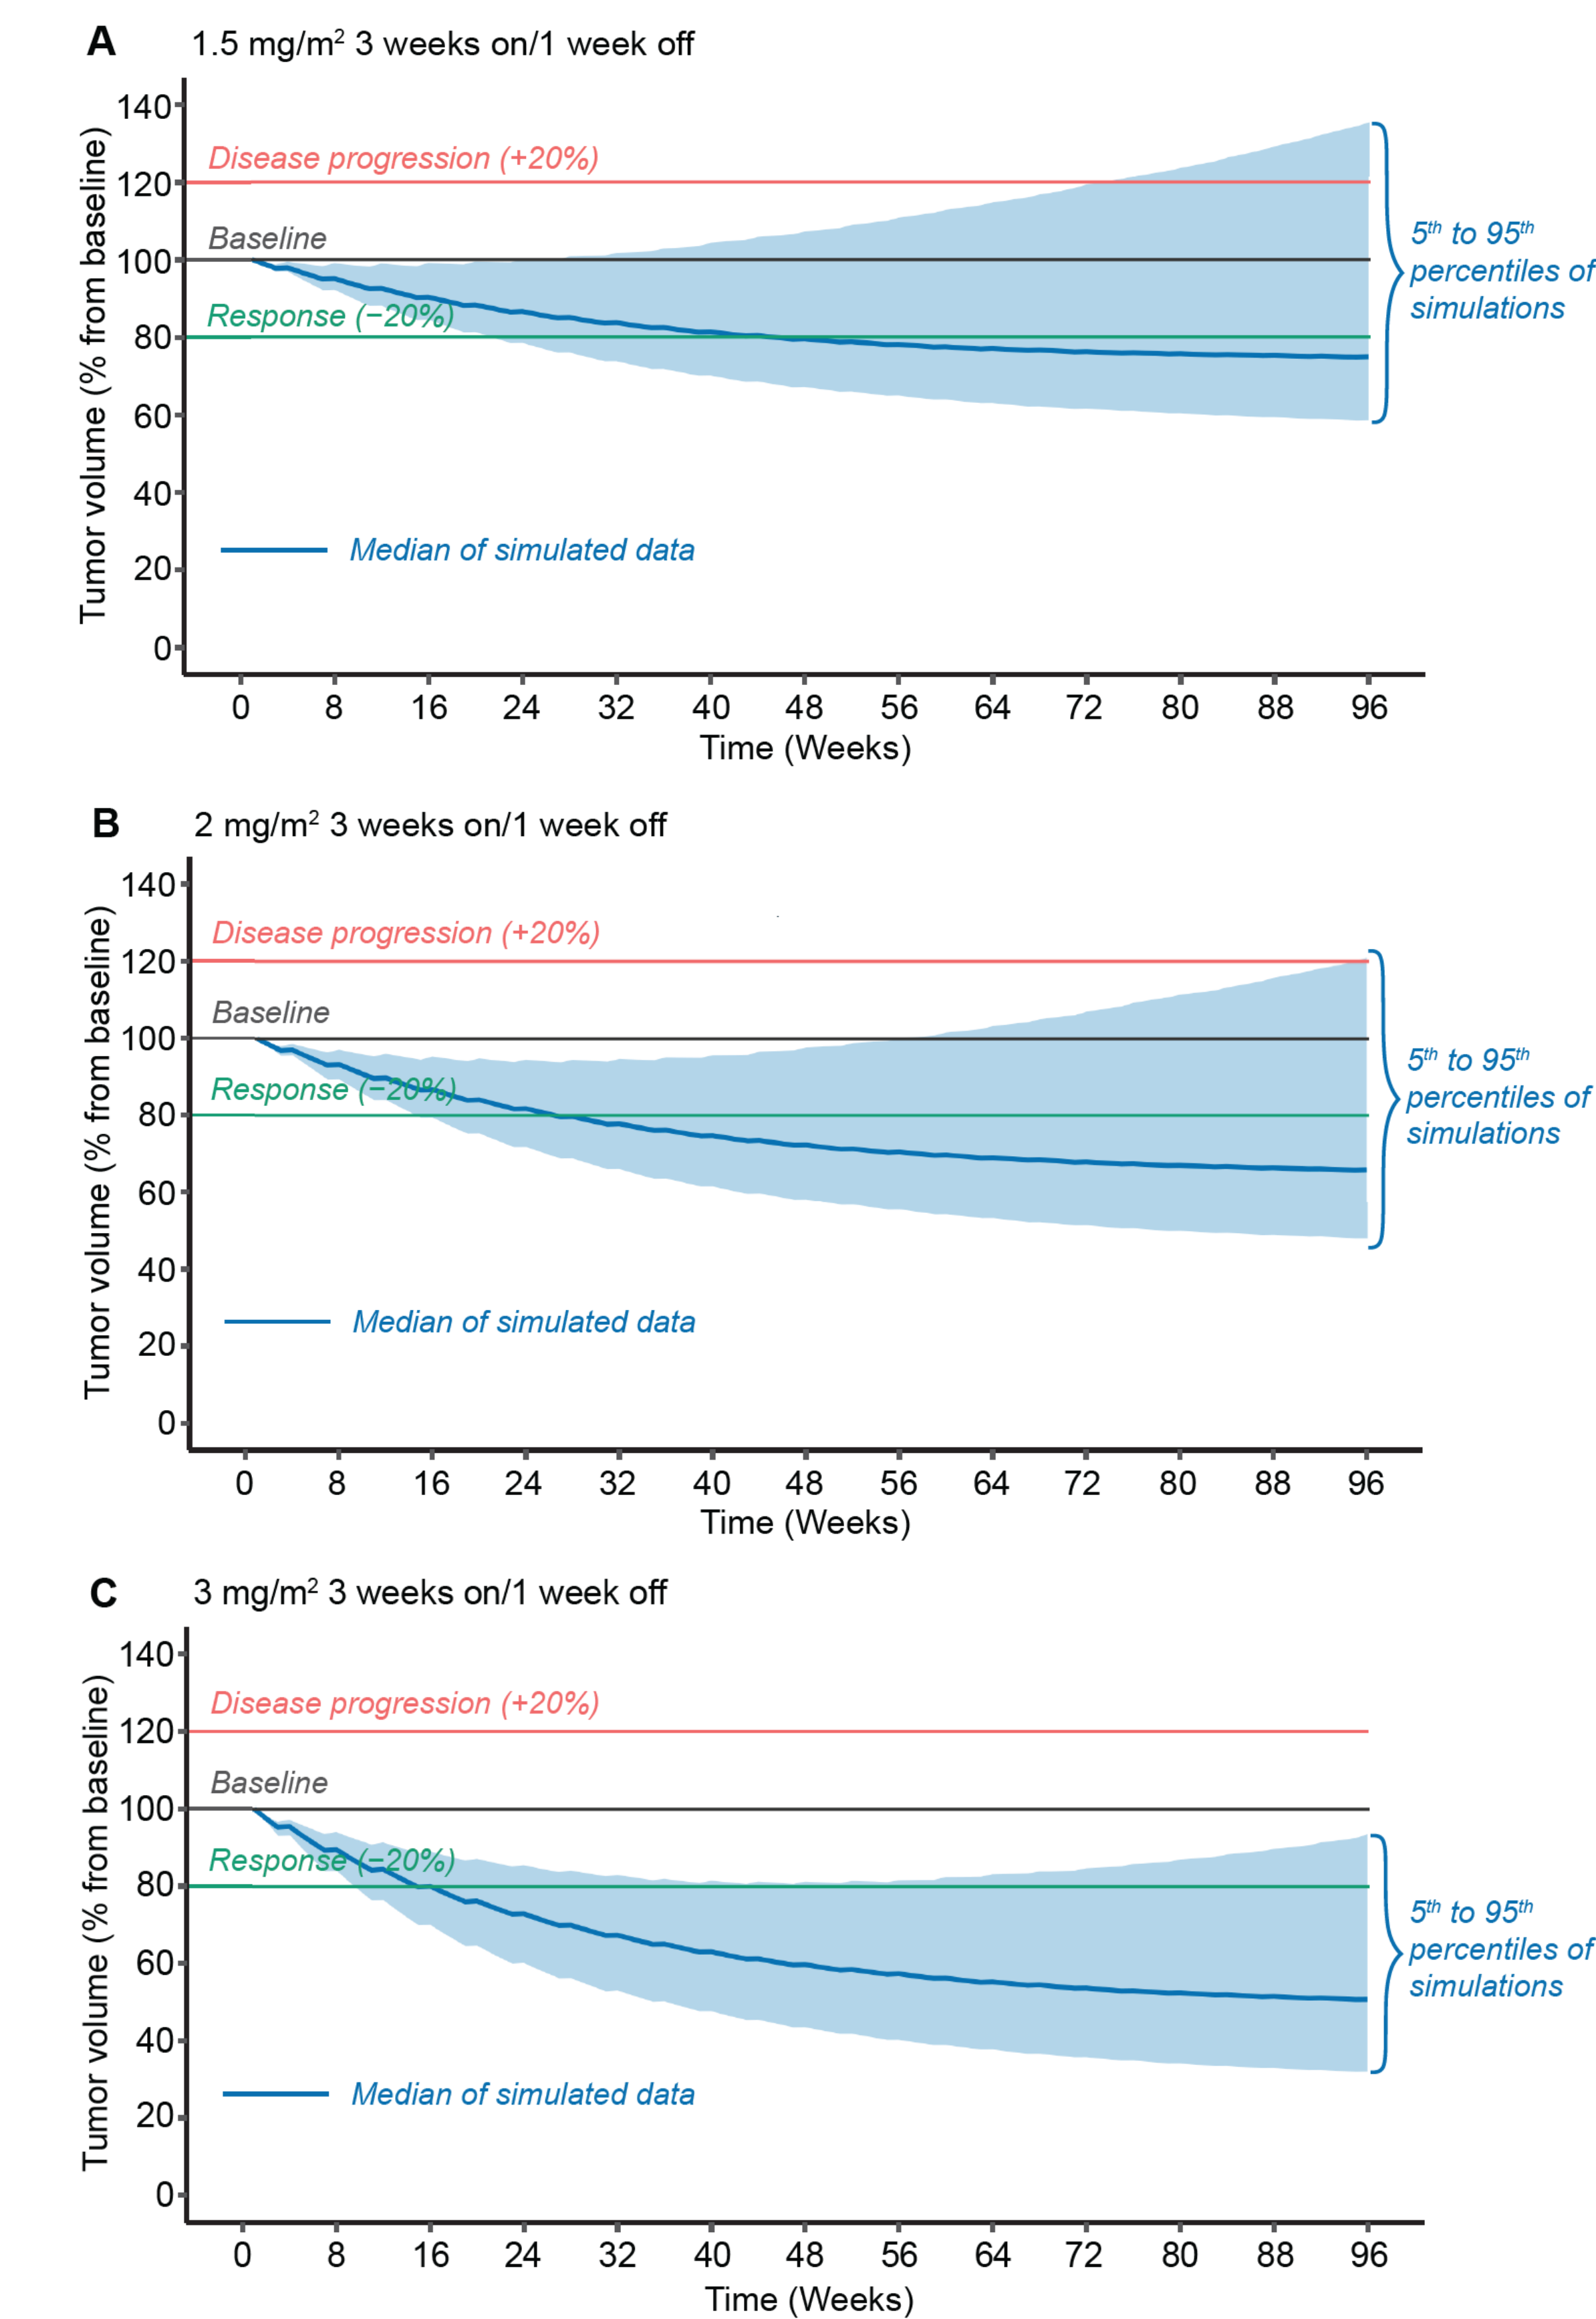 A 1.5 mg/m² 3 weeks on/1 week off
Tumor volume (% from baseline)
140
Disease progression (+20%)
120
Baseline
100
Response (−20%)
80
60
40
Median of simulated data
20
0
5th to 95th
percentiles of
simulations
0 8 16 24 32 40 48 56 64 72 80 88 96
Time (Weeks)
B 2 mg/m² 3 weeks on/1 week off
Tumor volume (% from baseline)
140
Disease progression (+20%)
120
Baseline
100
Response (−20%)
80
60
40
Median of simulated data
20
0
5th to 95th
percentiles of
simulations
0 8 16 24 32 40 48 56 64 72 80 88 96
Time (Weeks)
C 3 mg/m² 3 weeks on/1 week off
Tumor volume (% from baseline)
140
Disease progression (+20%)
120
Baseline
100
Response (−20%)
80
60
40
Median of simulated data
20
0
5th to 95th
percentiles of
simulations
0 8 16 24 32 40 48 56 64 72 80 88 96
Time (Weeks)